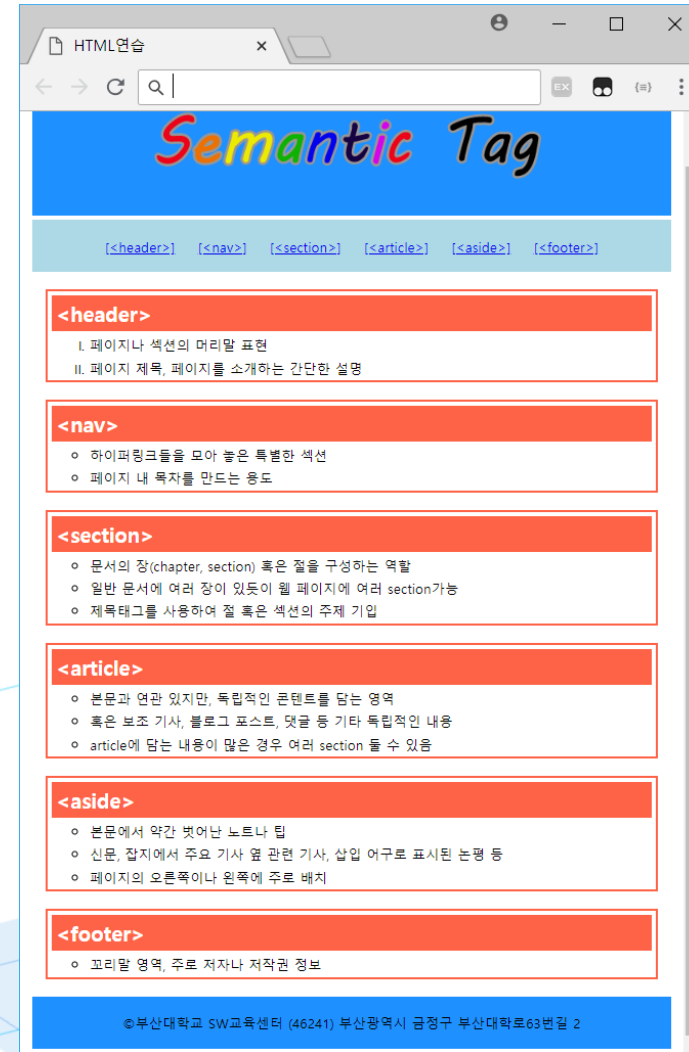 HTML연습
EX
{≡}
Semantic Tag
[<header>] [<nav>] [<section>] [<article>] [<aside>] [<footer>]
<header>
I. 페이지나 섹션의 머리말 표현
II. 페이지 제목, 페이지를 소개하는 간단한 설명
<nav>
하이퍼링크들을 모아 놓은 특별한 섹션
페이지 내 목차를 만드는 용도
<section>
문서의 장(chapter, section) 혹은 절을 구성하는 역할
일반 문서에 여러 장이 있듯이 웹 페이지에 여러 section가능
제목태그를 사용하여 절 혹은 섹션의 주제 기입
<article>
본문과 연관 있지만, 독립적인 콘텐트를 담는 영역
혹은 보조 기사, 블로그 포스트, 댓글 등 기타 독립적인 내용
article에 담는 내용이 많은 경우 여러 section 둘 수 있음
<aside>
본문에서 약간 벗어난 노트나 팁
신문, 잡지에서 주요 기사 옆 관련 기사, 삽입 어구로 표시된 논평 등
페이지의 오른쪽이나 왼쪽에 주로 배치
<footer>
꼬리말 영역, 주로 저자나 저작권 정보
©부산대학교 SW교육센터 (46241) 부산광역시 금정구 부산대학로63번길 2